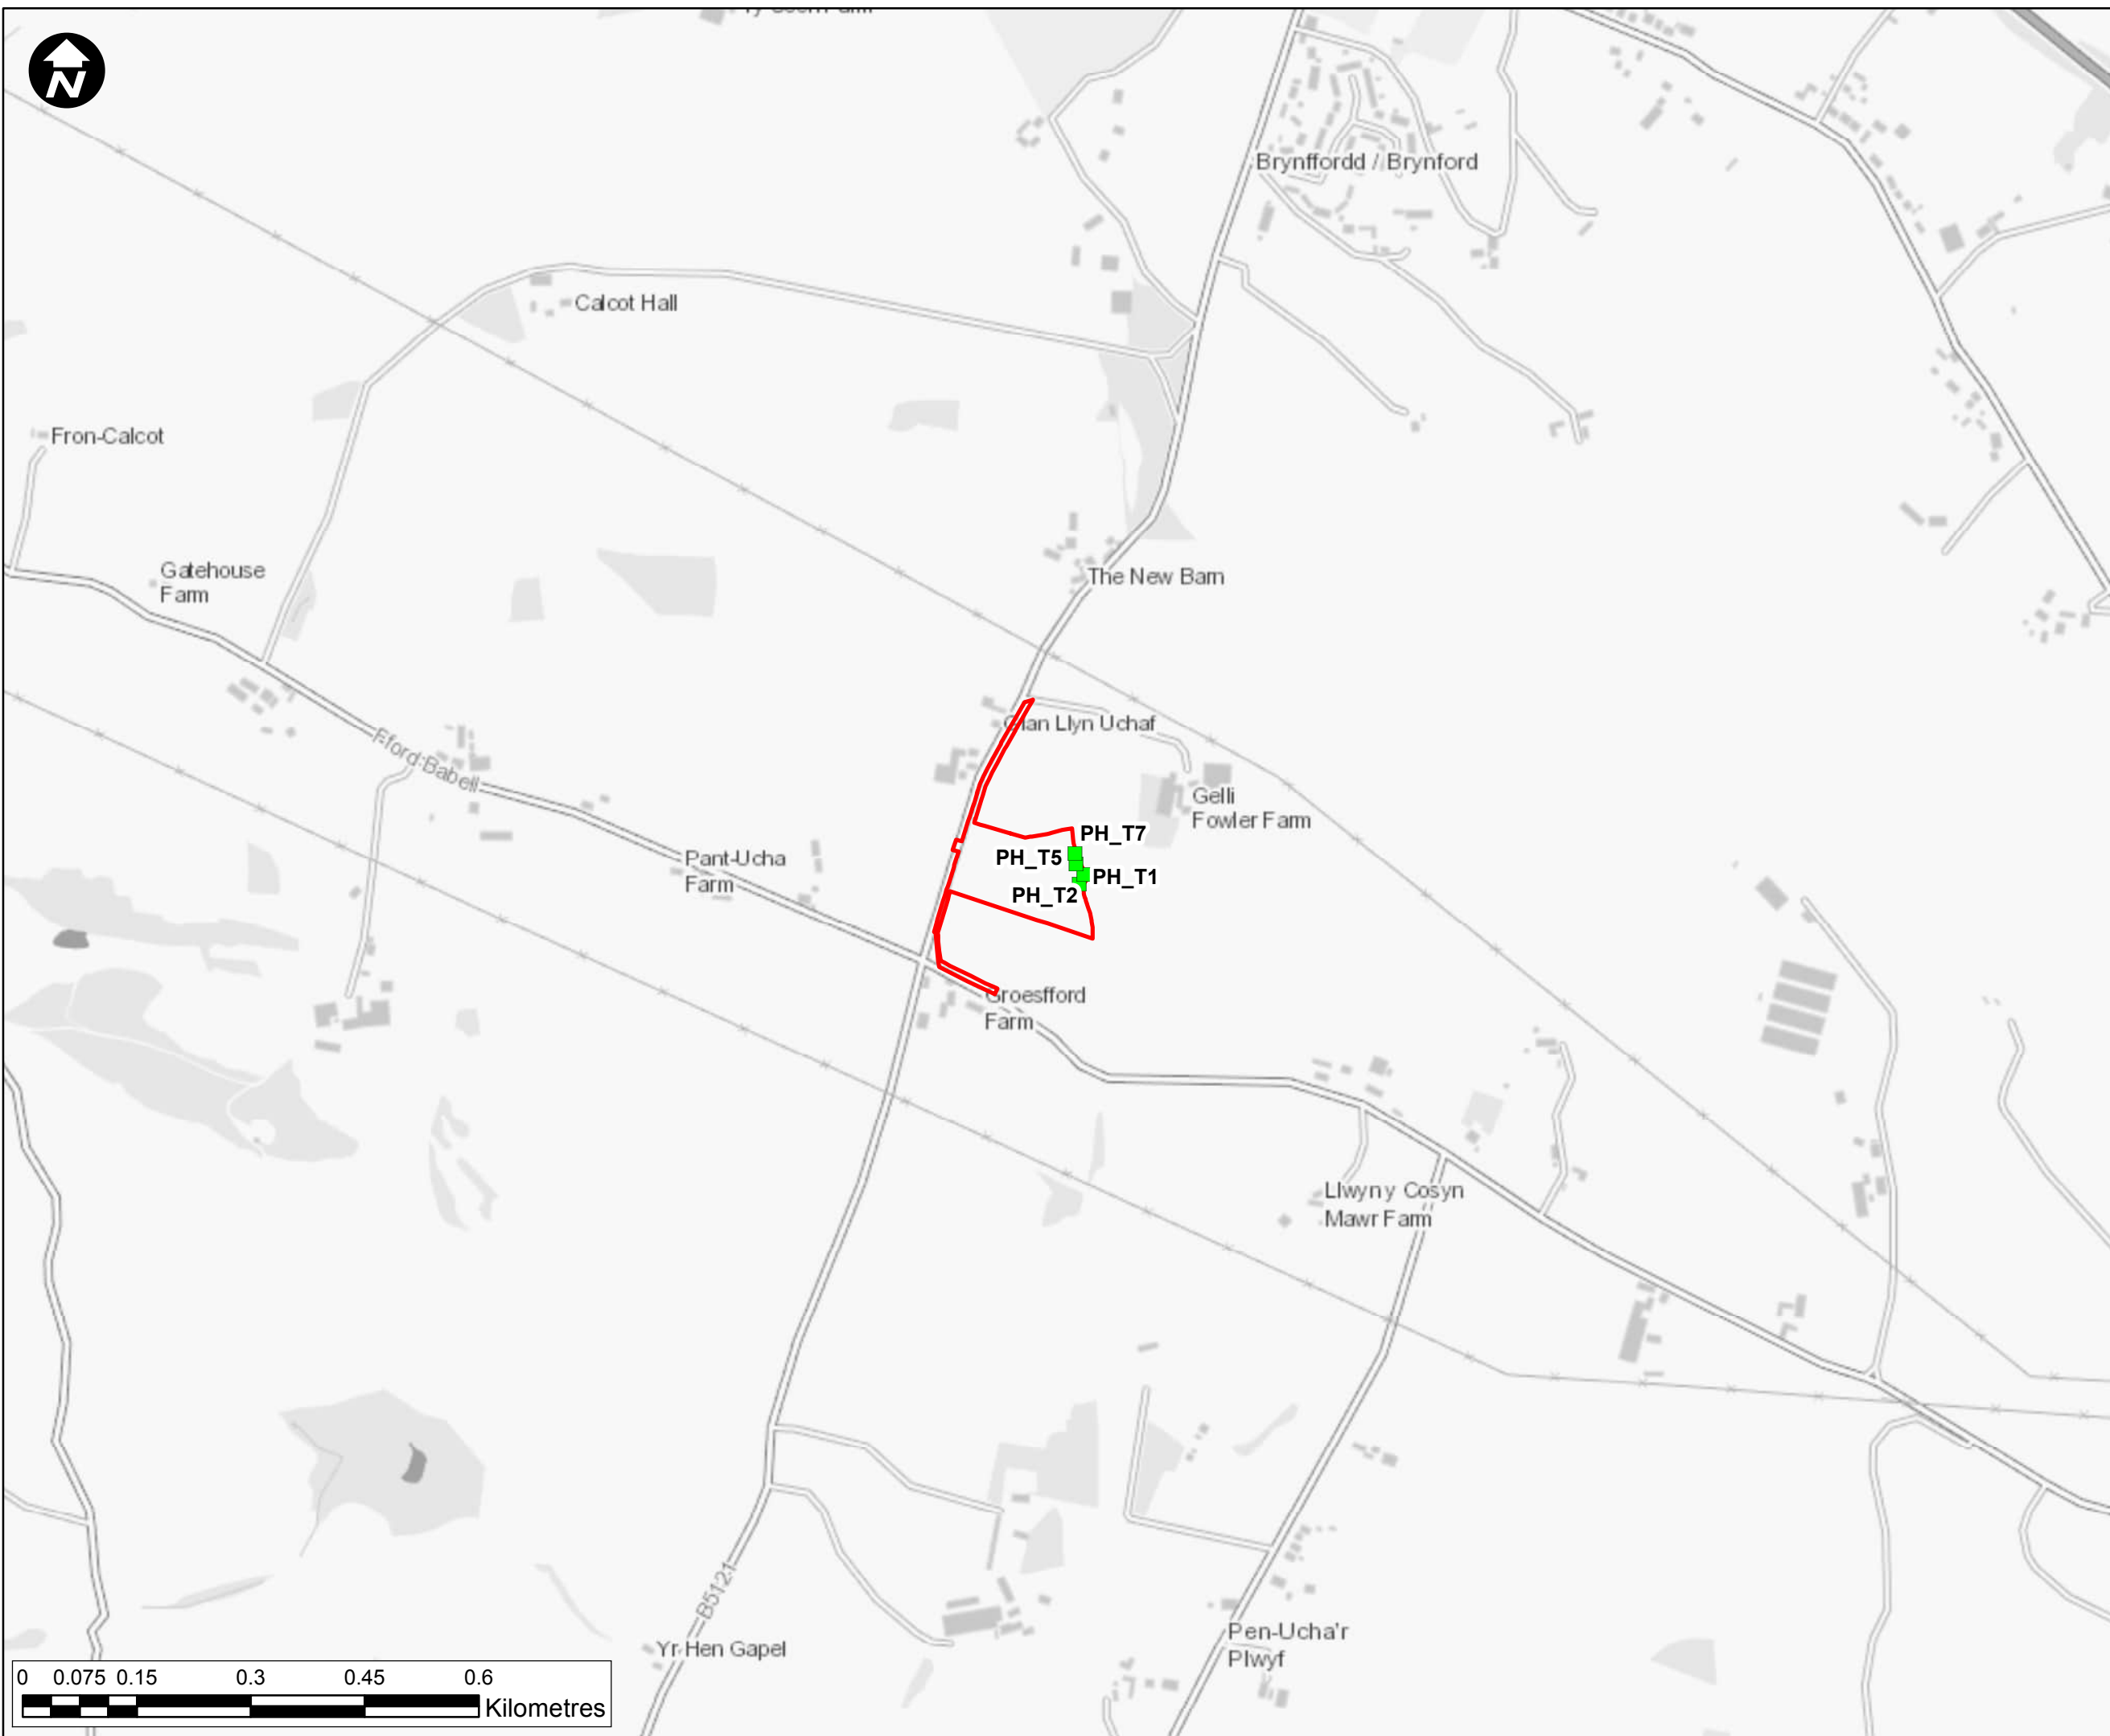 N
Brynffordd / Brynford
Calcot Hall
Fron-Calcot
Gatehouse
Farm
The New Barn
Glan Llyn Uchaf
Fford Babell
Gelli
Fowler Farm
PH_T7
PH_T5
PH_T1
PH_T2
Pant-Ucha
Farm
Groesfford
Farm
Llwyn y Cosyn
Mawr Farm
B5121
Yr Hen Gapel
Pen-Ucha'r
Plwyf
0 0.075 0.15 0.3 0.45 0.6
Kilometres